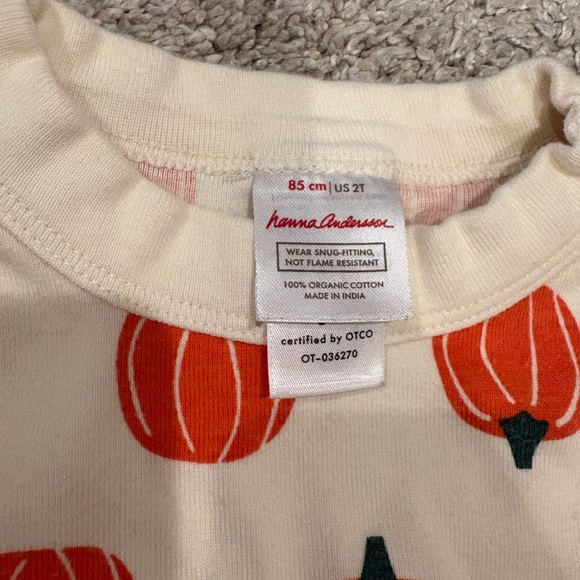 85 cm | US 2T
hanna Andersson
WEAR SNUG-FITTING,
NOT FLAME RESISTANT
100% ORGANIC COTTON
MADE IN INDIA
certified by OTCO
OT-036270